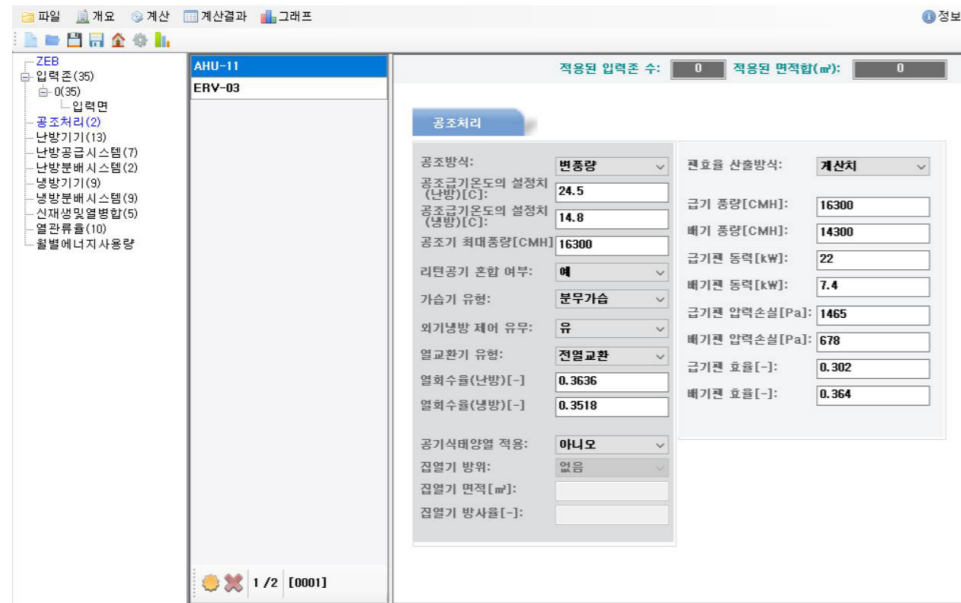 파일 개요 계산 계산결과 그래프 정보
ZEB
입력존(35)
0(35)
입력면
공조처리(2)
난방기기(13)
난방공급시스템(7)
난방분배시스템(2)
냉방기기(9)
냉방분배시스템(9)
신재생및열병합(5)
열관류율(10)
월별에너지사용량
AHU-11
ERV-03
1 /2 [0001]
적용된 입력존 수: 0 적용된 면적합(㎡): 0
공조처리
공조방식: 변풍량
공조급기온도의 설정치
(난방)[C]: 24.5
공조급기온도의 설정치
(냉방)[C]: 14.8
공조기 최대풍량[CMH] 16300
리턴공기 혼합 여부: 예
가습기 유형: 분무가습
외기냉방 제어 유무: 유
열교환기 유형: 전열교환
열회수율(난방)[-] 0.3636
열회수율(냉방)[-] 0.3518
공기식태양열 적용: 아니오
집열기 방위: 없음
집열기 면적[㎡]:
집열기 방사율[-]:
팬효율 산출방식: 계산치
급기 풍량[CMH]: 16300
배기 풍량[CMH]: 14300
급기팬 동력[kW]: 22
배기팬 동력[kW]: 7.4
급기팬 압력손실[Pa]: 1465
배기팬 압력손실[Pa]: 678
급기팬 효율[-]: 0.302
배기팬 효율[-]: 0.364